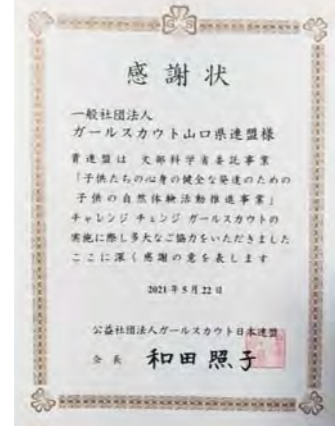 感謝状
一般社団法人
ガールスカウト山口県連盟様
貴連盟は 文部科学省委託事業
「子供たちの心身の健全な発達のための
子供の自然体験活動推進事業」
チャレンジ チェンジ ガールスカウトの
実施に際し多大なご協力をいただきました
ここに深く感謝の意を表します
2021年5月22日
公益社団法人ガールスカウト日本連盟
会長 和田照子